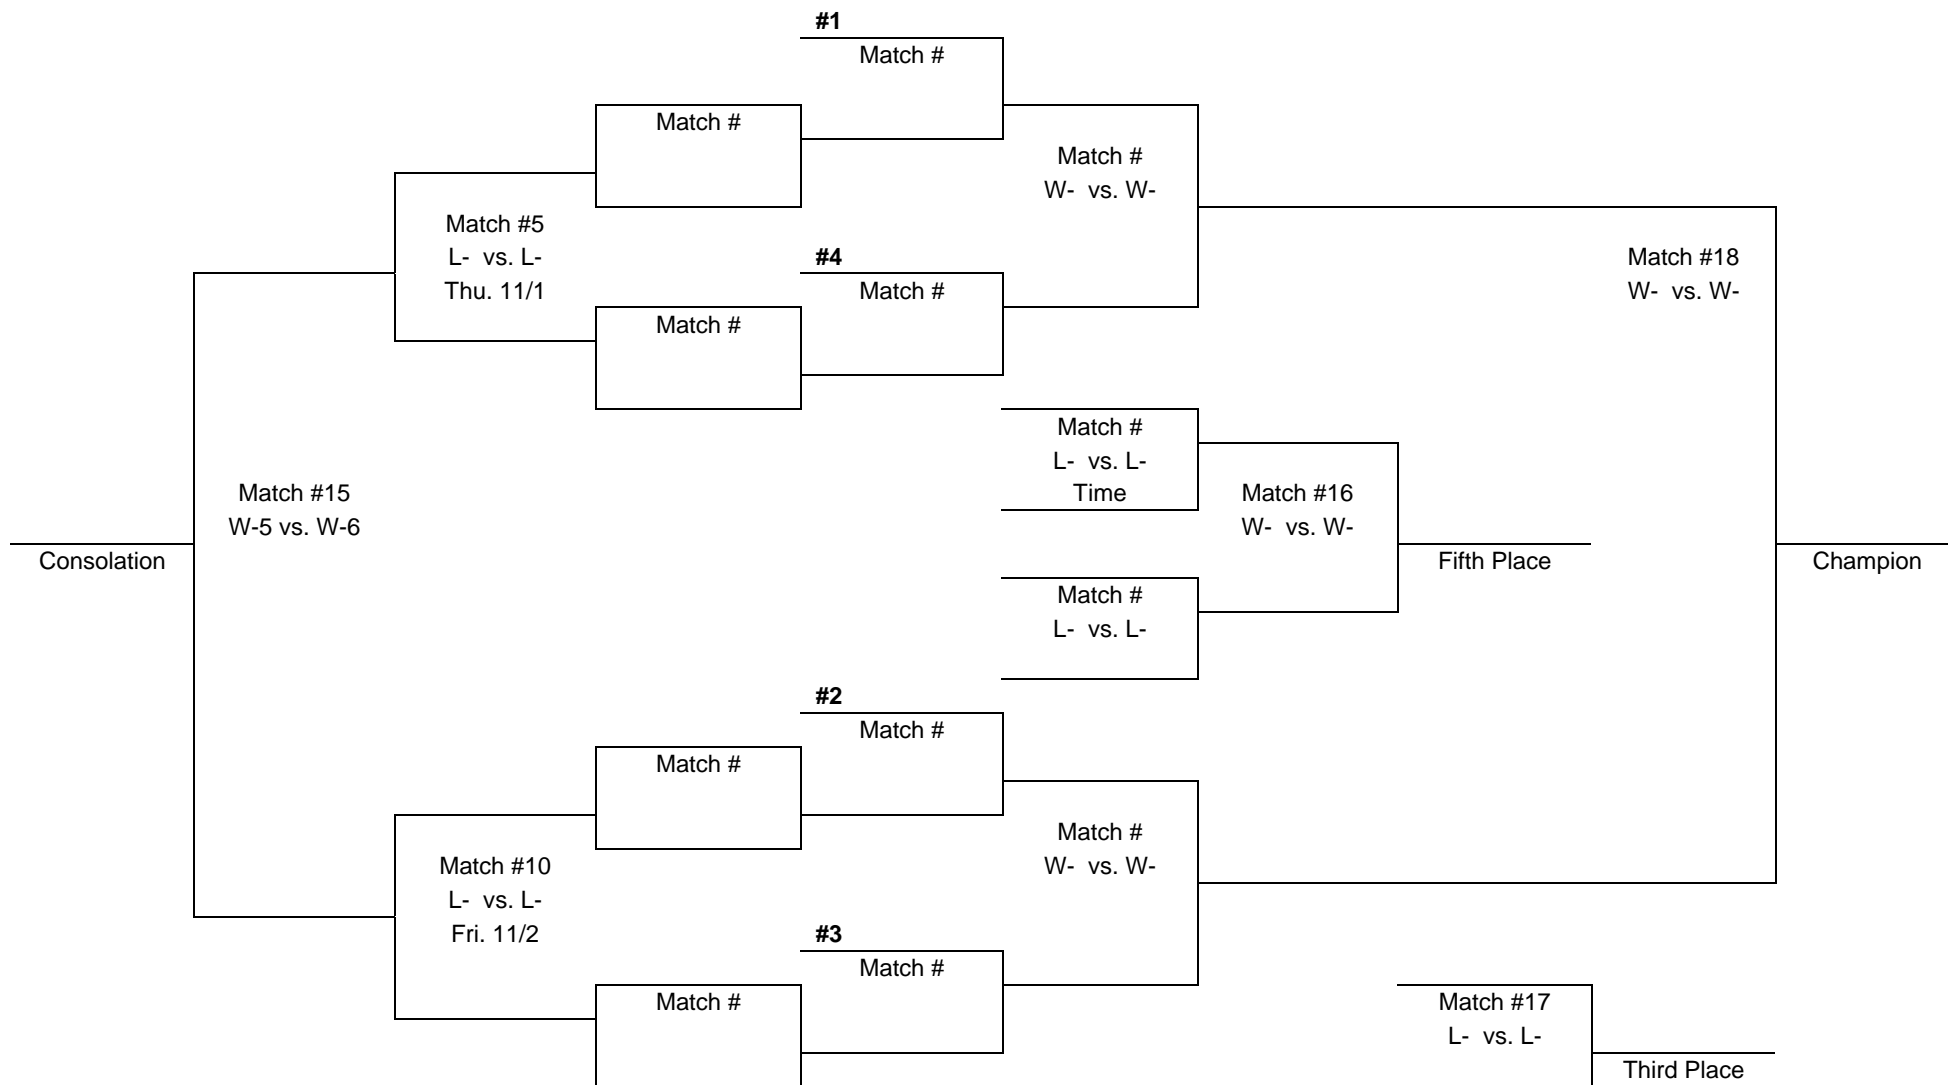 #1
Match #
Match #
Match #
W-  vs. W-
Match #5
L-  vs. L-
Thu. 11/1
#4
Match #
Match #18
W-  vs. W-
Match #
Match #
L-  vs. L-
Time
Match #15
W-5 vs. W-6
Match #16
W-  vs. W-
Consolation
Fifth Place
Champion
Match #
L-  vs. L-
#2
Match #
Match #
Match #
W-  vs. W-
Match #10
L-  vs. L-
Fri. 11/2
#3
Match #
Match #
Match #17
L-  vs. L-
Third Place